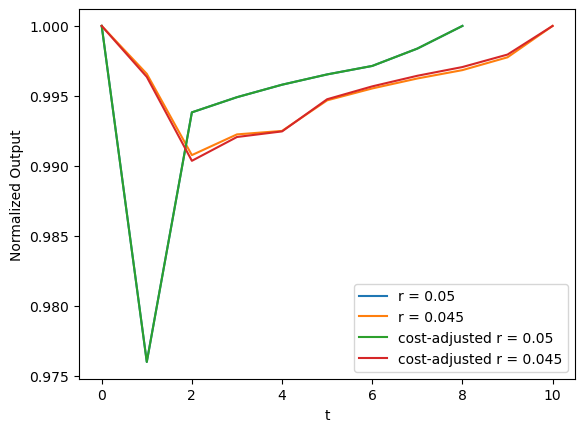 1.000
0.995
0.990
0.985
0.980
0.975
Normalized Output
r = 0.05
r = 0.045
cost-adjusted r = 0.05
cost-adjusted r = 0.045
0 2 4 6 8 10
t